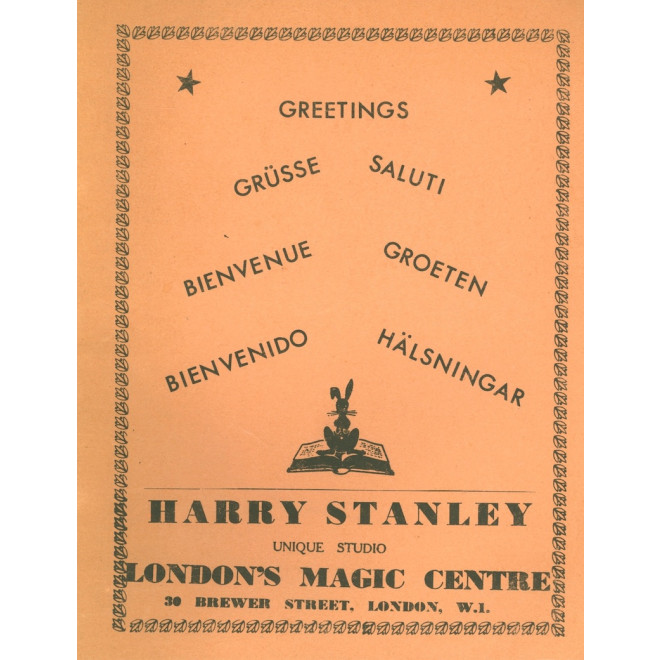 GREETINGS
GRÜSSE
SALUTI
BIENVENUE
GROETEN
BIENVENIDO
HÄLSNINGAR
HARRY STANLEY
UNIQUE STUDIO
LONDON'S MAGIC CENTRE
30 BREWER STREET, LONDON, W.1.